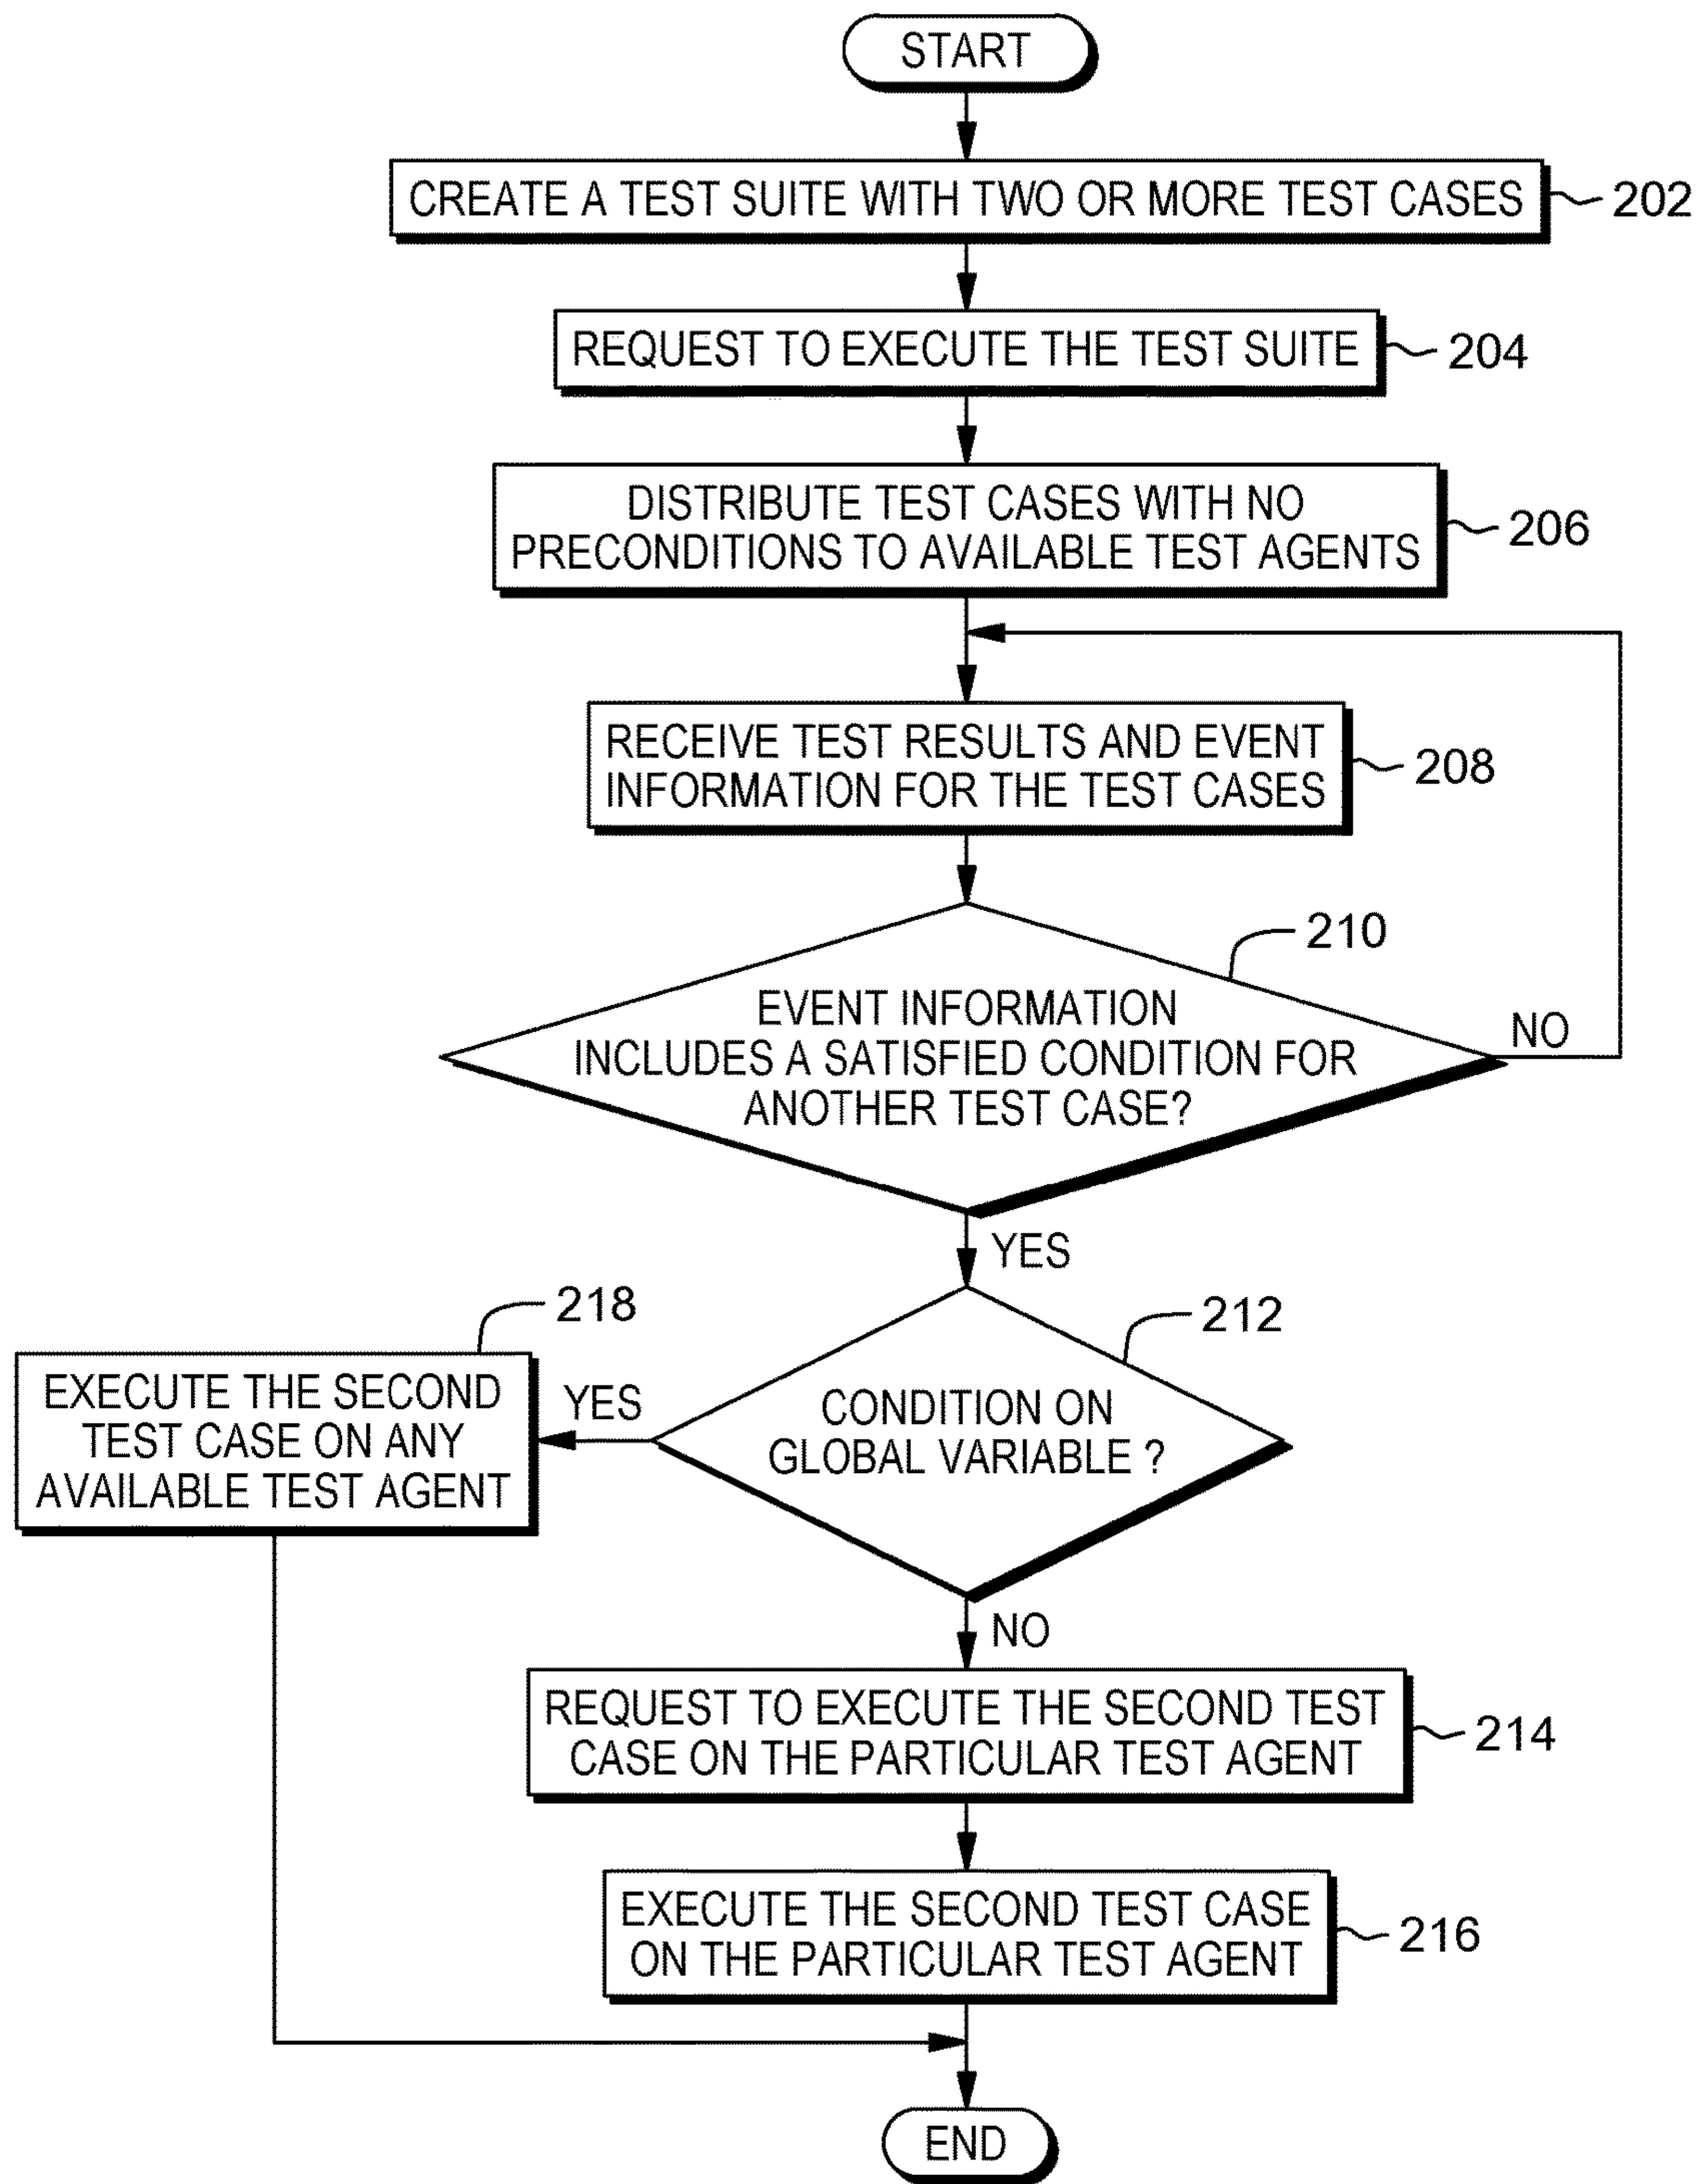 START
CREATE A TEST SUITE WITH TWO OR MORE TEST CASES
202
REQUEST TO EXECUTE THE TEST SUITE
204
DISTRIBUTE TEST CASES WITH NO
PRECONDITIONS TO AVAILABLE TEST AGENTS
206
RECEIVE TEST RESULTS AND EVENT
INFORMATION FOR THE TEST CASES
208
210
EVENT INFORMATION
INCLUDES A SATISFIED CONDITION FOR
ANOTHER TEST CASE?
NO
YES
218
212
EXECUTE THE SECOND
TEST CASE ON ANY
AVAILABLE TEST AGENT
YES
CONDITION ON
GLOBAL VARIABLE ?
NO
REQUEST TO EXECUTE THE SECOND TEST
CASE ON THE PARTICULAR TEST AGENT
214
EXECUTE THE SECOND TEST CASE
ON THE PARTICULAR TEST AGENT
216
END